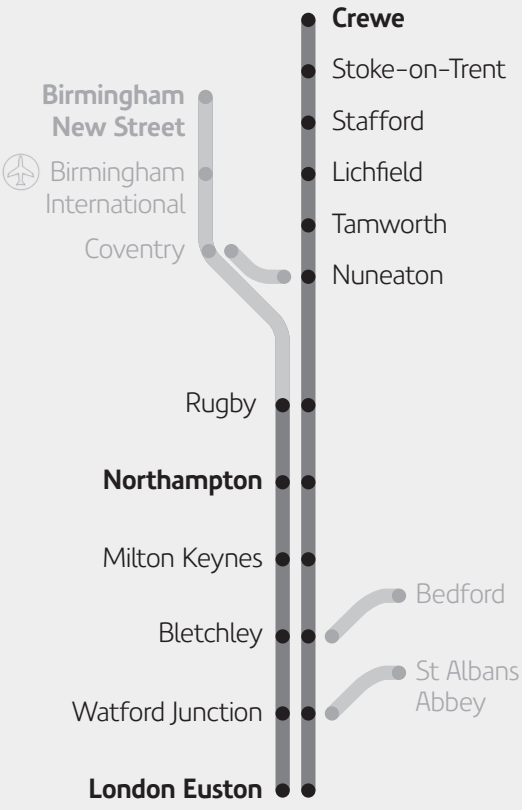 Crewe
Stoke-on-Trent
Birmingham
New Street
Stafford
Birmingham
International
Lichfield
Tamworth
Coventry
Nuneaton
Rugby
Northampton
Milton Keynes
Bedford
Bletchley
St Albans
Abbey
Watford Junction
London Euston